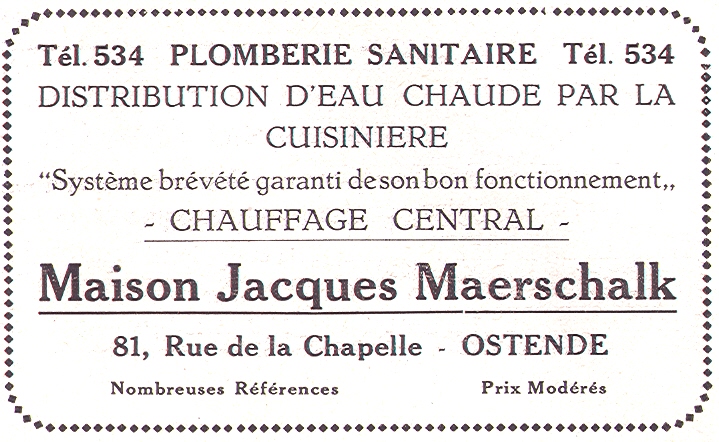 Tél. 534 PLOMBERIE SANITAIRE Tél. 534
DISTRIBUTION D'EAU CHAUDE PAR LA
CUISINIERE
“Système brévété garanti de son bon fonctionnement„
- CHAUFFAGE CENTRAL -
Maison Jacques Maerschalk
81, Rue de la Chapelle - OSTENDE
Nombreuses Références Prix Modérés